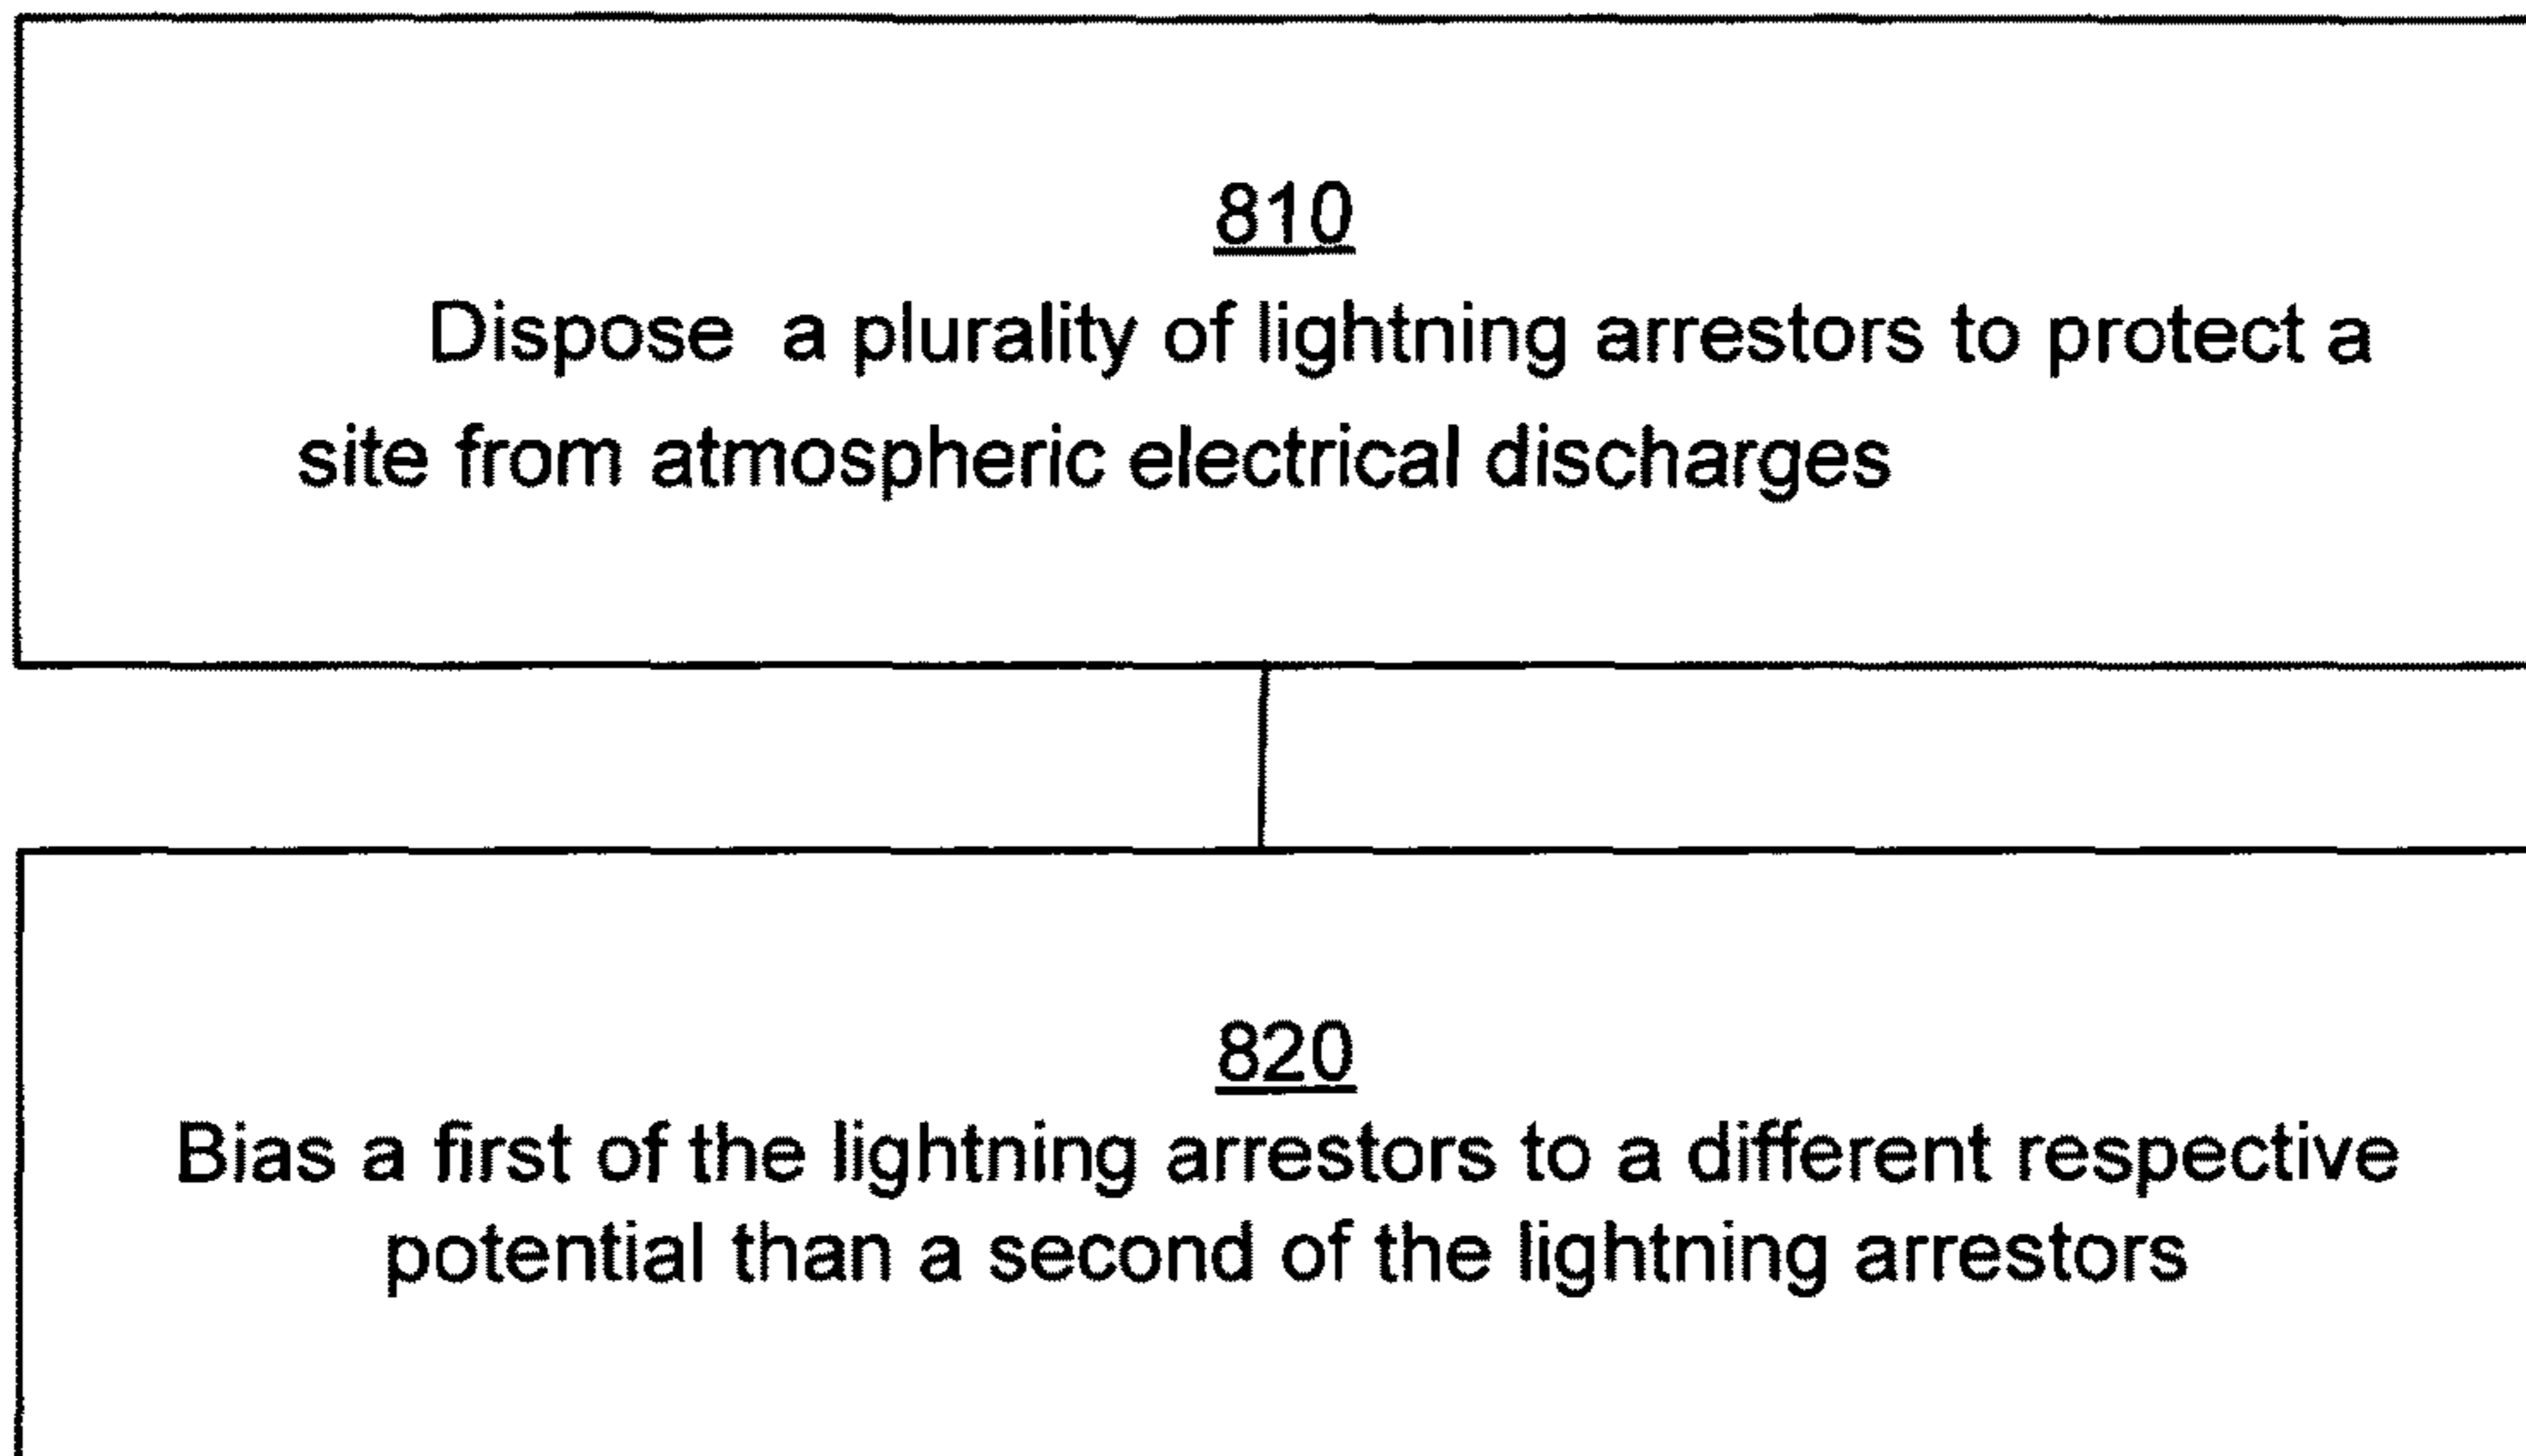 810
Dispose  a plurality of lightning arrestors to protect a
site from atmospheric electrical discharges
820
Bias a first of the lightning arrestors to a different respective
potential than a second of the lightning arrestors